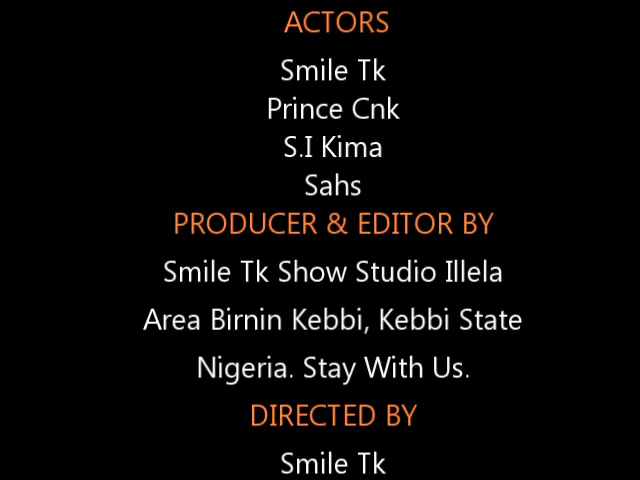 ACTORS
Smile Tk
Prince Cnk
S.I Kima
Sahs
PRODUCER & EDITOR BY
Smile Tk Show Studio Illela
Area Birnin Kebbi, Kebbi State
Nigeria. Stay With Us.
DIRECTED BY
Smile Tk